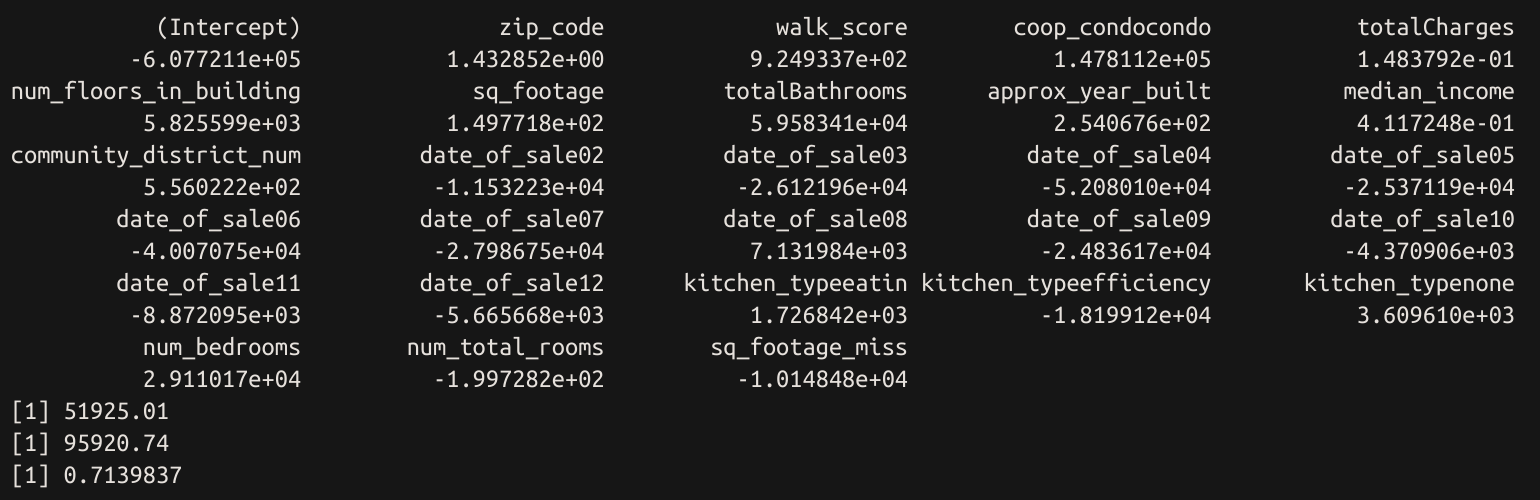 (Intercept) zip_code walk_score coop_condocondo totalCharges
-6.077211e+05 1.432852e+00 9.249337e+02 1.478112e+05 1.483792e-01
num_floors_in_building sq_footage totalBathrooms approx_year_built median_income
5.825599e+03 1.497718e+02 5.958341e+04 2.540676e+02 4.117248e-01
community_district_num date_of_sale02 date_of_sale03 date_of_sale04 date_of_sale05
5.560222e+02 -1.153223e+04 -2.612196e+04 -5.208010e+04 -2.537119e+04
date_of_sale06 date_of_sale07 date_of_sale08 date_of_sale09 date_of_sale10
-4.007075e+04 -2.798675e+04 7.131984e+03 -2.483617e+04 -4.370906e+03
date_of_sale11 date_of_sale12 kitchen_typeeatin kitchen_typeefficiency kitchen_typenone
-8.872095e+03 -5.665668e+03 1.726842e+03 -1.819912e+04 3.609610e+03
num_bedrooms num_total_rooms sq_footage_miss
2.911017e+04 -1.997282e+02 -1.014848e+04
[1] 51925.01
[1] 95920.74
[1] 0.7139837